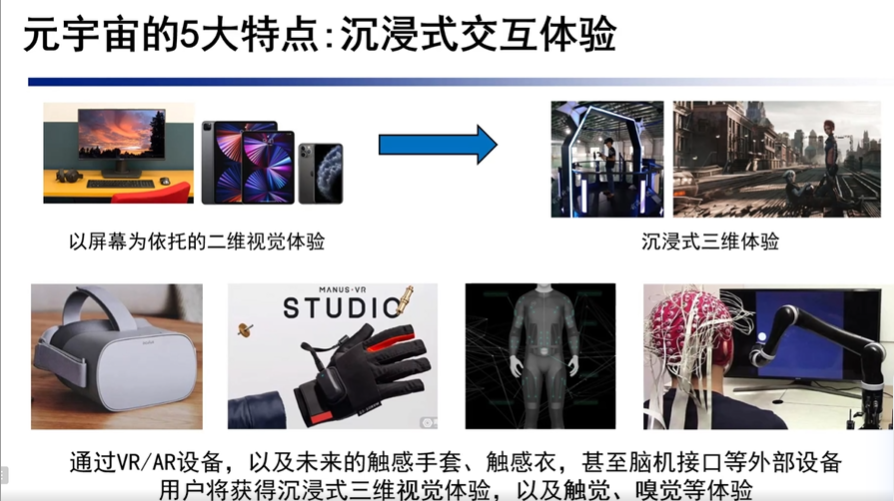 元宇宙的5大特点:沉浸式交互体验
以屏幕为依托的二维视觉体验
沉浸式三维体验
MANUS·VR
STUDIO
通过VR/AR设备，以及未来的触感手套、触感衣，甚至脑机接口等外部设备
用户将获得沉浸式三维视觉体验，以及触觉、嗅觉等体验